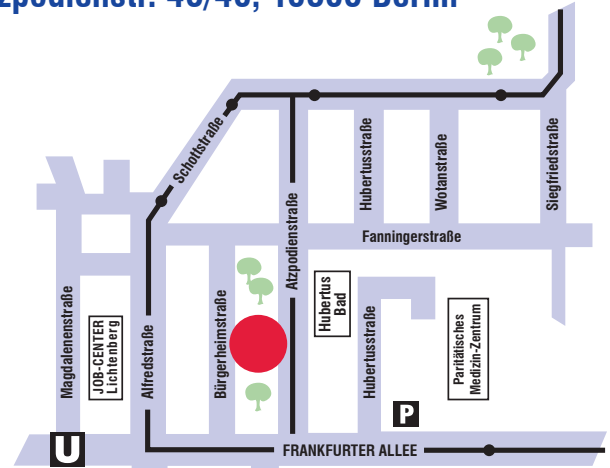 Schottstraße
Hubertusstraße
Wotanstraße
Siegfriedstraße
Atzpodienstraße
Fanningerstraße
Magdalenenstraße
JOB-CENTER
Lichtenberg
Alfredstraße
Bürgerheimstraße
Hubertus
Bad
Hubertusstraße
Paritätisches
Medizin-Zentrum
P
U
FRANKFURTER ALLEE